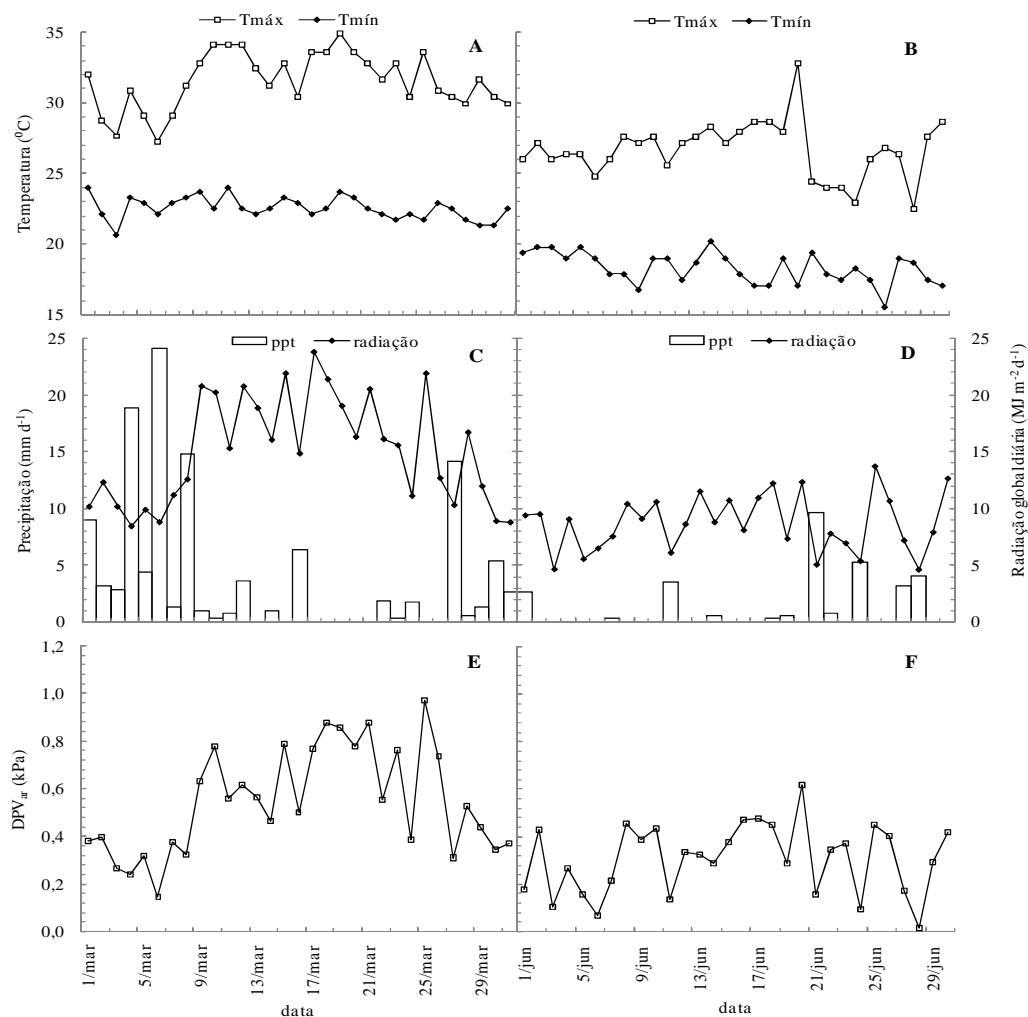 Tmáx Tmín
A
35
30
25
20
15
Temperatura (⁰C)
Tmáx Tmín
B
ppt radiação
C
25
20
15
10
5
0
Precipitação (mm d⁻¹)
ppt radiação
D
25
20
15
10
5
0
Radiação global diária (MJ m⁻² d⁻¹)
E
1,2
1,0
0,8
0,6
0,4
0,2
0,0
DPVar (kPa)
F
1/mar 5/mar 9/mar 13/mar 17/mar 21/mar 25/mar 29/mar
data
1/jun 5/jun 9/jun 13/jun 17/jun 21/jun 25/jun 29/jun
data